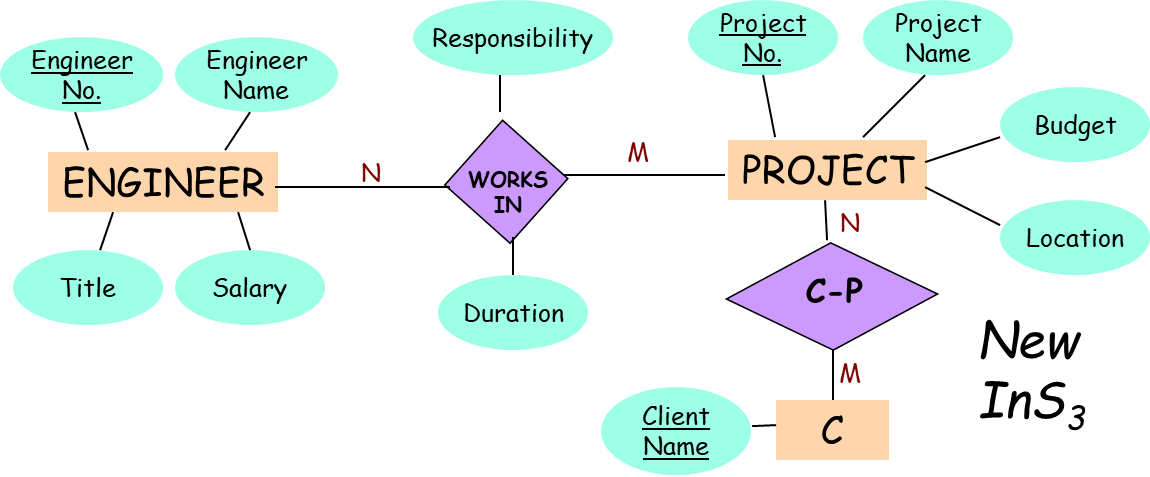 Engineer
No.
Engineer
Name
Responsibility
Project
No.
Project
Name
Budget
ENGINEER
N
WORKS
IN
M
PROJECT
Title
Salary
Duration
N
Location
C-P
New
InS3
M
Client
Name
C